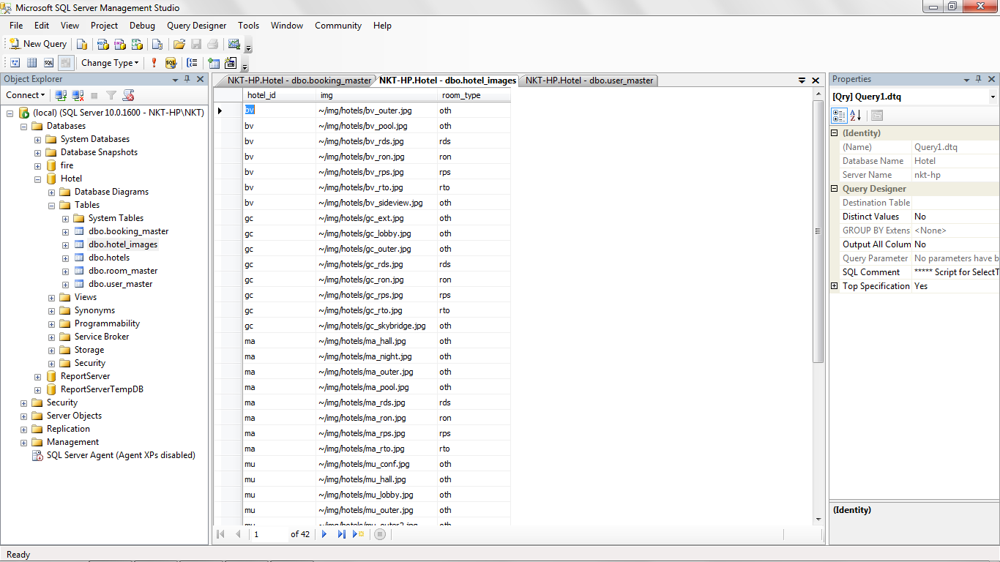 Microsoft SQL Server Management Studio
File Edit View Project Debug Query Designer Tools Window Community Help
New Query
Change Type
Object Explorer
Connect
(local) (SQL Server 10.0.1600 - NKT-HP\NKT)
Databases
System Databases
Database Snapshots
fire
Hotel
Database Diagrams
Tables
System Tables
dbo.booking_master
dbo.hotel_images
dbo.hotels
dbo.room_master
dbo.user_master
Views
Synonyms
Programmability
Service Broker
Storage
Security
ReportServer
ReportServerTempDB
Security
Server Objects
Replication
Management
SQL Server Agent (Agent XPs disabled)
NKT-HP.Hotel - dbo.booking_master NKT-HP.Hotel - dbo.hotel_images NKT-HP.Hotel - dbo.user_master
hotel_id img room_type
bv ~/img/hotels/bv_outer.jpg oth
bv ~/img/hotels/bv_pool.jpg oth
bv ~/img/hotels/bv_rds.jpg rds
bv ~/img/hotels/bv_ron.jpg ron
bv ~/img/hotels/bv_rps.jpg rps
bv ~/img/hotels/bv_rto.jpg rto
bv ~/img/hotels/bv_sideview.jpg oth
gc ~/img/hotels/gc_ext.jpg oth
gc ~/img/hotels/gc_lobby.jpg oth
gc ~/img/hotels/gc_outer.jpg oth
gc ~/img/hotels/gc_rds.jpg rds
gc ~/img/hotels/gc_ron.jpg ron
gc ~/img/hotels/gc_rps.jpg rps
gc ~/img/hotels/gc_rto.jpg rto
gc ~/img/hotels/gc_skybridge.jpg oth
ma ~/img/hotels/ma_hall.jpg oth
ma ~/img/hotels/ma_night.jpg oth
ma ~/img/hotels/ma_outer.jpg oth
ma ~/img/hotels/ma_pool.jpg oth
ma ~/img/hotels/ma_rds.jpg rds
ma ~/img/hotels/ma_ron.jpg ron
ma ~/img/hotels/ma_rps.jpg rps
ma ~/img/hotels/ma_rto.jpg rto
mu ~/img/hotels/mu_conf.jpg oth
mu ~/img/hotels/mu_hall.jpg oth
mu ~/img/hotels/mu_lobby.jpg oth
mu ~/img/hotels/mu_outer.jpg oth
mu ~/img/hotels/mu_outer2.jpg oth
1 of 42
Properties
[Qry] Query1.dtq
(Identity)
(Name) Query1.dtq
Database Name Hotel
Server Name nkt-hp
Query Designer
Destination Table
Distinct Values No
GROUP BY Extens <None>
Output All Colum No
Query Parameter No parameters have b
SQL Comment ***** Script for SelectT
Top Specification Yes
(Identity)
Ready